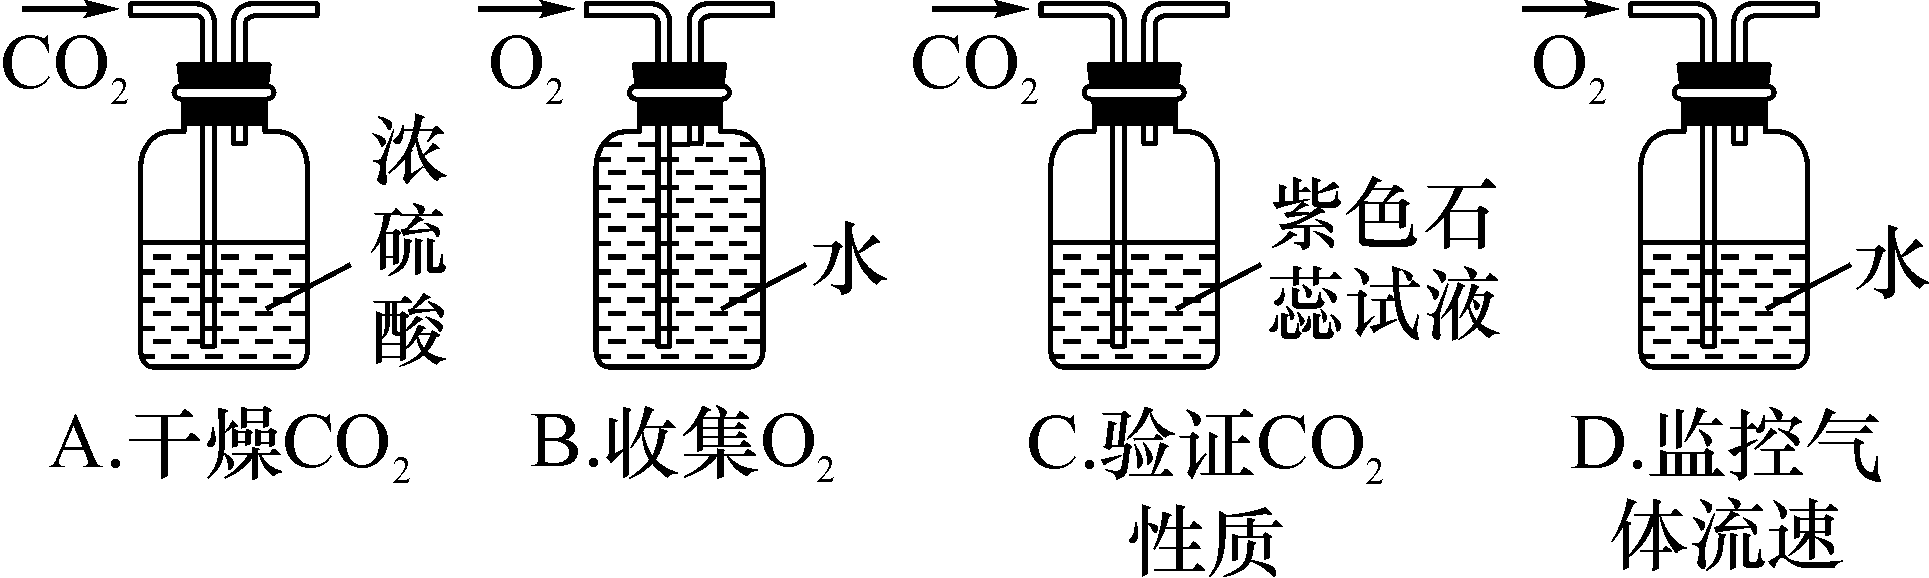 CO₂
O₂
CO₂
O₂
浓硫酸
水
紫色石
蕊试液
水
A.干燥CO₂
B.收集O₂
C.验证CO₂
性质
D.监控气
体流速